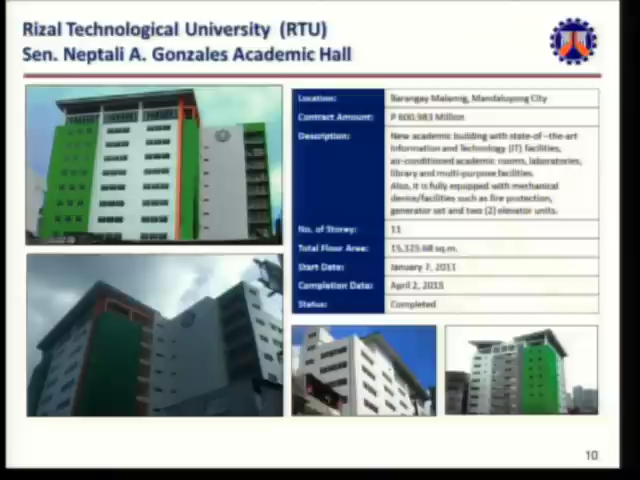 Rizal Technological University (RTU)
Sen. Neptali A. Gonzales Academic Hall
Location: Barangay Malamig, Mandaluyong City
Contract Amount: P 600.983 Million
Description: New academic building with state-of-the-art
Information and Technology (IT) facilities,
air-conditioned academic rooms, laboratories,
library and multi-purpose facilities.
Also, it is fully equipped with mechanical
device/facilities such as fire protection,
generator set and two (2) elevator units.
No. of Storey: 11
Total Floor Area: sq.m.
Start Date: January 7,
Completion Date: April 2,
Status: Completed
10